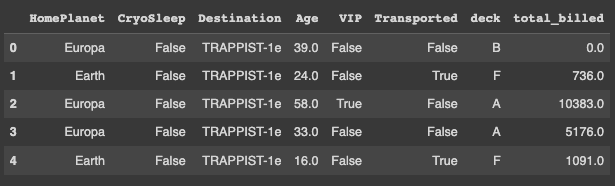 HomePlanet CryoSleep Destination Age VIP Transported deck total_billed
0 Europa False TRAPPIST-1e 39.0 False False B 0.0
1 Earth False TRAPPIST-1e 24.0 False True F 736.0
2 Europa False TRAPPIST-1e 58.0 True False A 10383.0
3 Europa False TRAPPIST-1e 33.0 False False A 5176.0
4 Earth False TRAPPIST-1e 16.0 False True F 1091.0